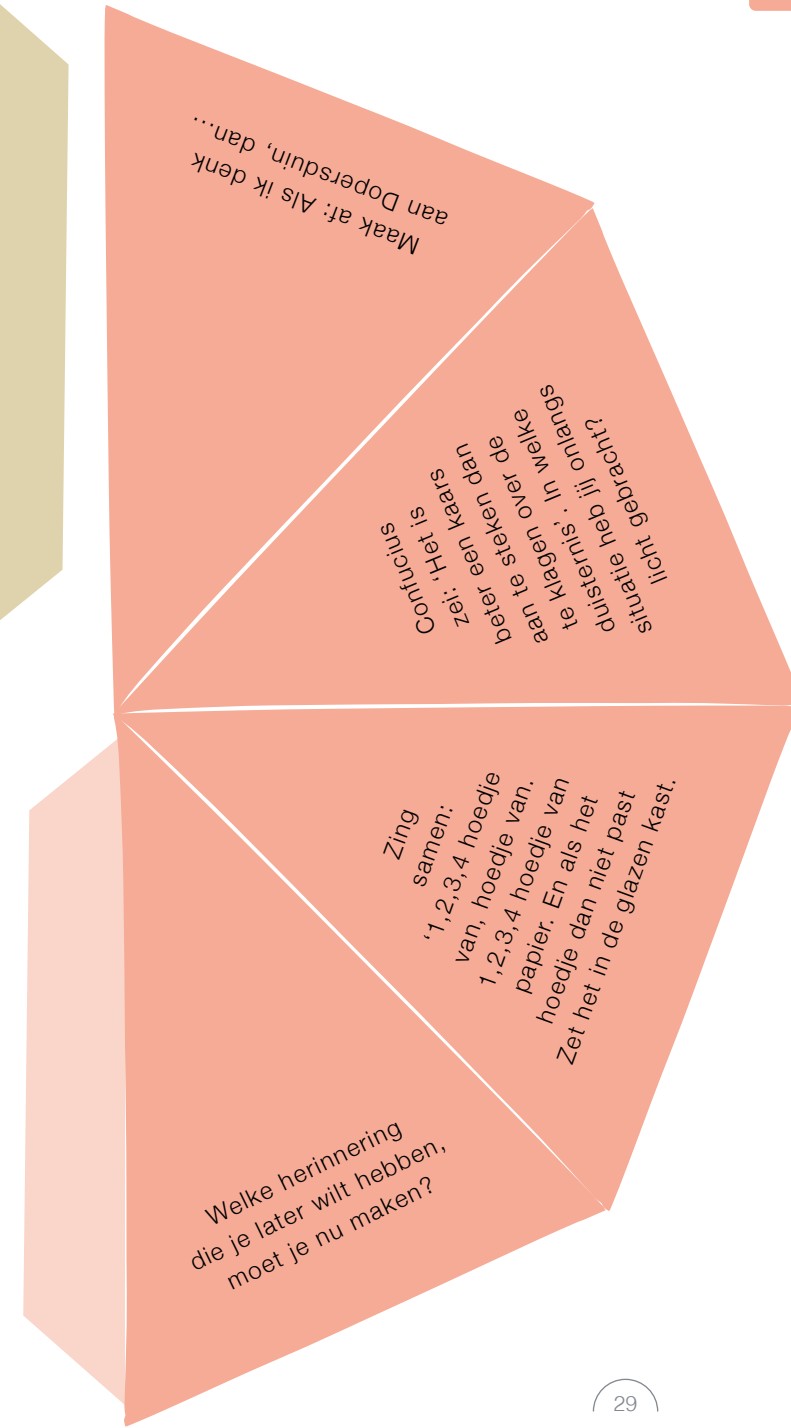 Maak af: Als ik denk
aan Dopersduin, dan...
Confucius
zei: ‘Het is
beter een kaars
aan te steken dan
te klagen over de
duisternis’. In welke
situatie heb jij onlangs
licht gebracht?
Zing
samen:
‘1,2,3,4 hoedje
van, hoedje van.
1,2,3,4 hoedje van
papier. En als het
hoedje dan niet past
Zet het in de glazen kast.
Welke herinnering
die je later wilt hebben,
moet je nu maken?
29